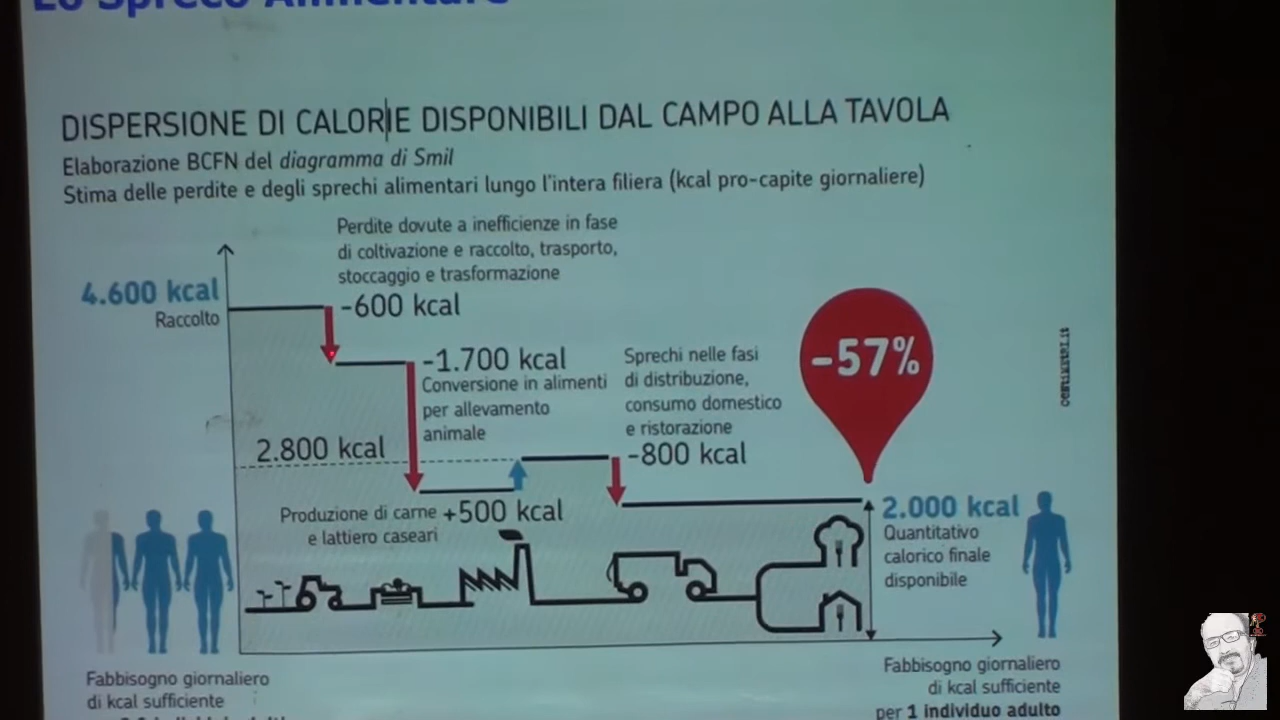 Lo Spreco Alimentare
DISPERSIONE DI CALORIE DISPONIBILI DAL CAMPO ALLA TAVOLA
Elaborazione BCFN del diagramma di Smil
Stima delle perdite e degli sprechi alimentari lungo l'intera filiera (kcal pro-capite giornaliere)
Perdite dovute a inefficienze in fase
di coltivazione e raccolto, trasporto,
stoccaggio e trasformazione
4.600 kcal
Raccolto
-600 kcal
-1.700 kcal
Conversione in alimenti
per allevamento
animale
Sprechi nelle fasi
di distribuzione,
consumo domestico
e ristorazione
-800 kcal
-57%
2.800 kcal
Produzione di carne
e lattiero caseari
+500 kcal
2.000 kcal
Quantitativo
calorico finale
disponibile
Fabbisogno giornaliero
di kcal sufficiente
Fabbisogno giornaliero
di kcal sufficiente
per 1 individuo adulto